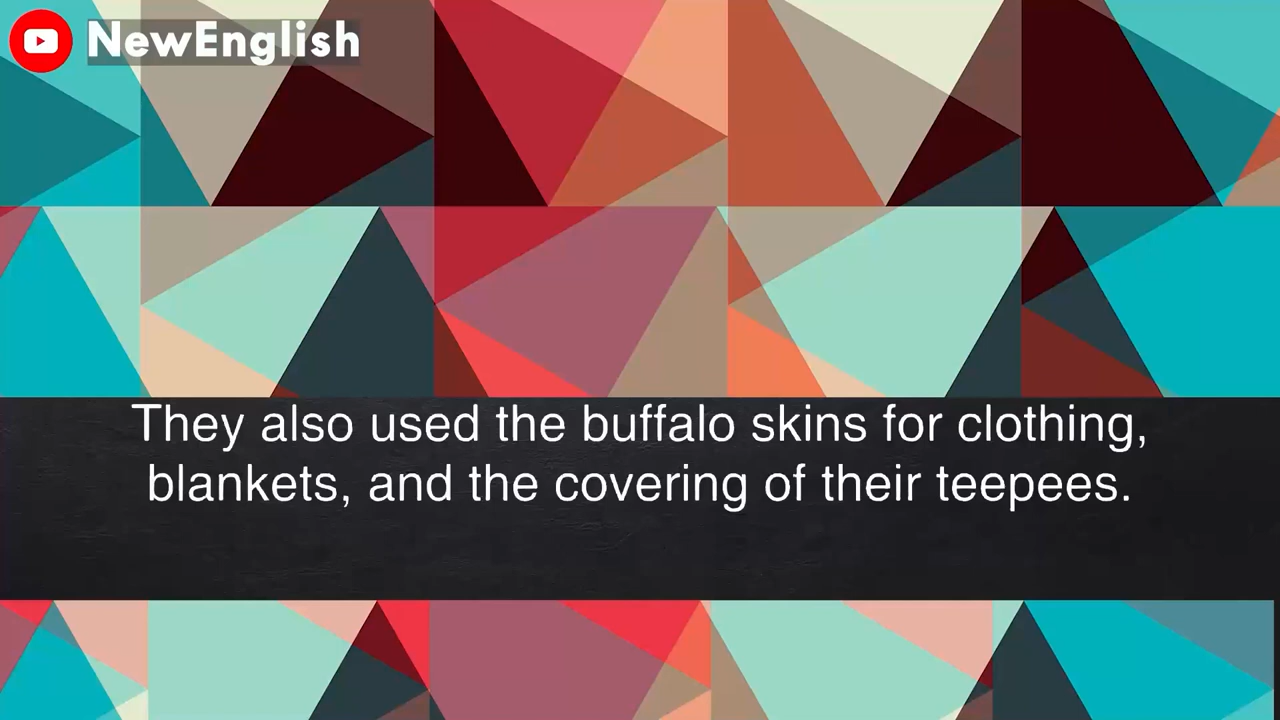 NewEnglish
They also used the buffalo skins for clothing,
blankets, and the covering of their teepees.